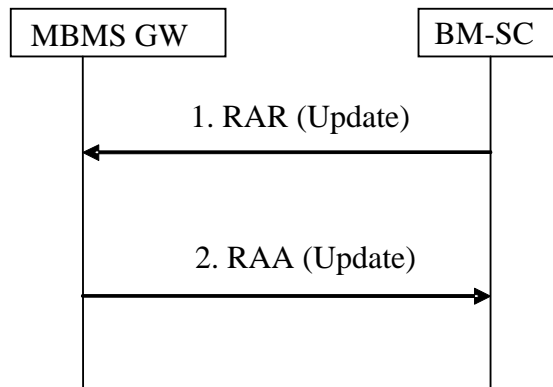 MBMS GW
BM-SC
1. RAR (Update)
2. RAA (Update)